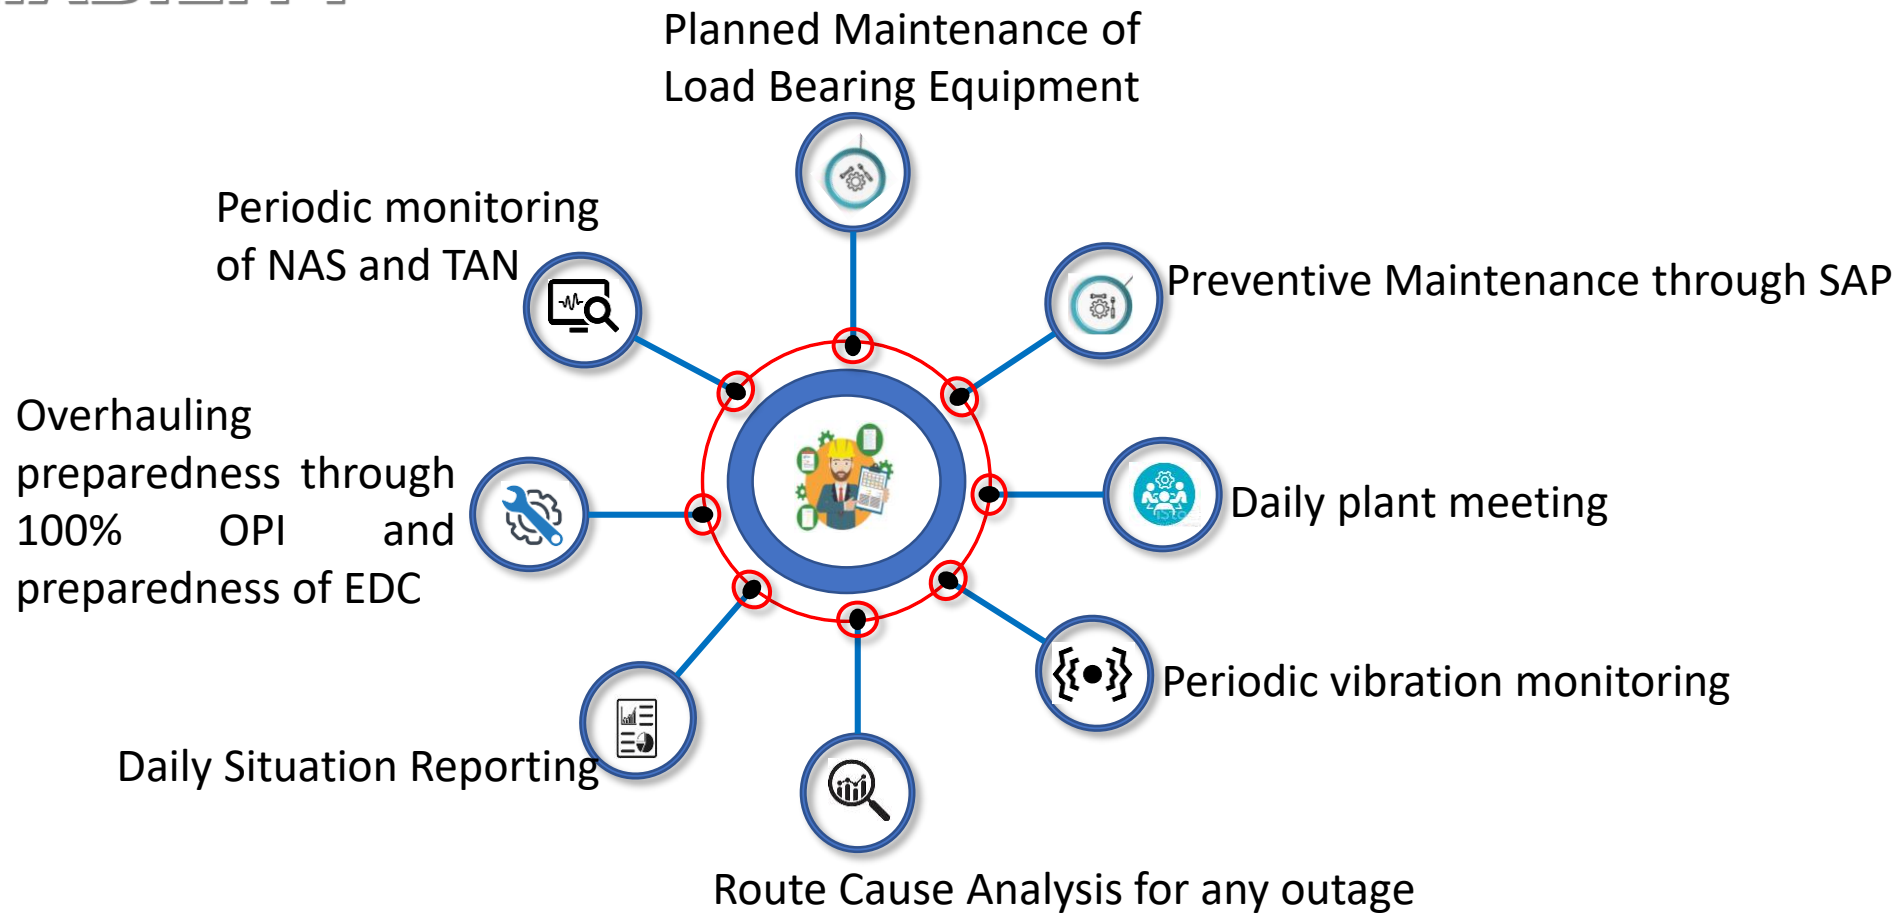 Planned Maintenance of
Load Bearing Equipment
Periodic monitoring
of NAS and TAN
Preventive Maintenance through SAP
Overhauling
preparedness through
100% OPI and
preparedness of EDC
Daily plant meeting
Periodic vibration monitoring
Daily Situation Reporting
Route Cause Analysis for any outage